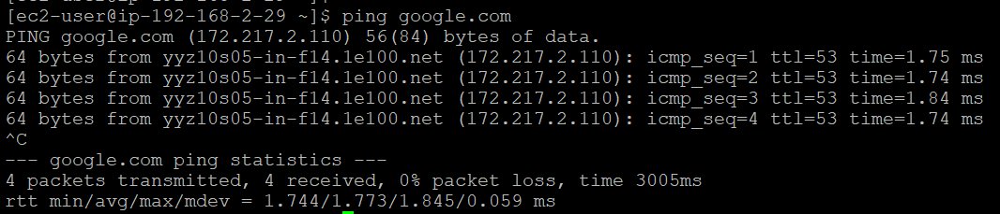 [ec2-user@ip-192-168-2-29 ~]$ ping google.com
PING google.com (172.217.2.110) 56(84) bytes of data.
64 bytes from yyz10s05-in-f14.1e100.net (172.217.2.110): icmp_seq=1 ttl=53 time=1.75 ms
64 bytes from yyz10s05-in-f14.1e100.net (172.217.2.110): icmp_seq=2 ttl=53 time=1.74 ms
64 bytes from yyz10s05-in-f14.1e100.net (172.217.2.110): icmp_seq=3 ttl=53 time=1.84 ms
64 bytes from yyz10s05-in-f14.1e100.net (172.217.2.110): icmp_seq=4 ttl=53 time=1.74 ms
^C
--- google.com ping statistics ---
4 packets transmitted, 4 received, 0% packet loss, time 3005ms
rtt min/avg/max/mdev = 1.744/1.773/1.845/0.059 ms